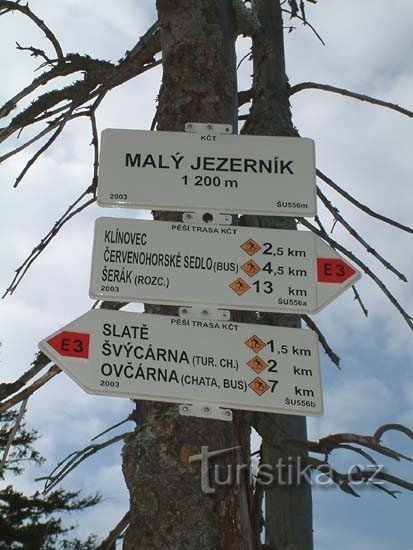 KČT
MALÝ JEZERNÍK
1 200 m
2003 ŠU556m
PĚŠÍ TRASA KČT
KLÍNOVEC 2,5 km
ČERVENOHORSKÉ SEDLO (BUS) 4,5 km
ŠERÁK (ROZC.) 13 km
E3
2003 ŠU556a
PĚŠÍ TRASA KČT
SLATĚ 1,5 km
ŠVÝCÁRNA (TUR. CH.) 2 km
OVČÁRNA (CHATA, BUS) 7 km
E3
2003 ŠU556b
Turistik.cz